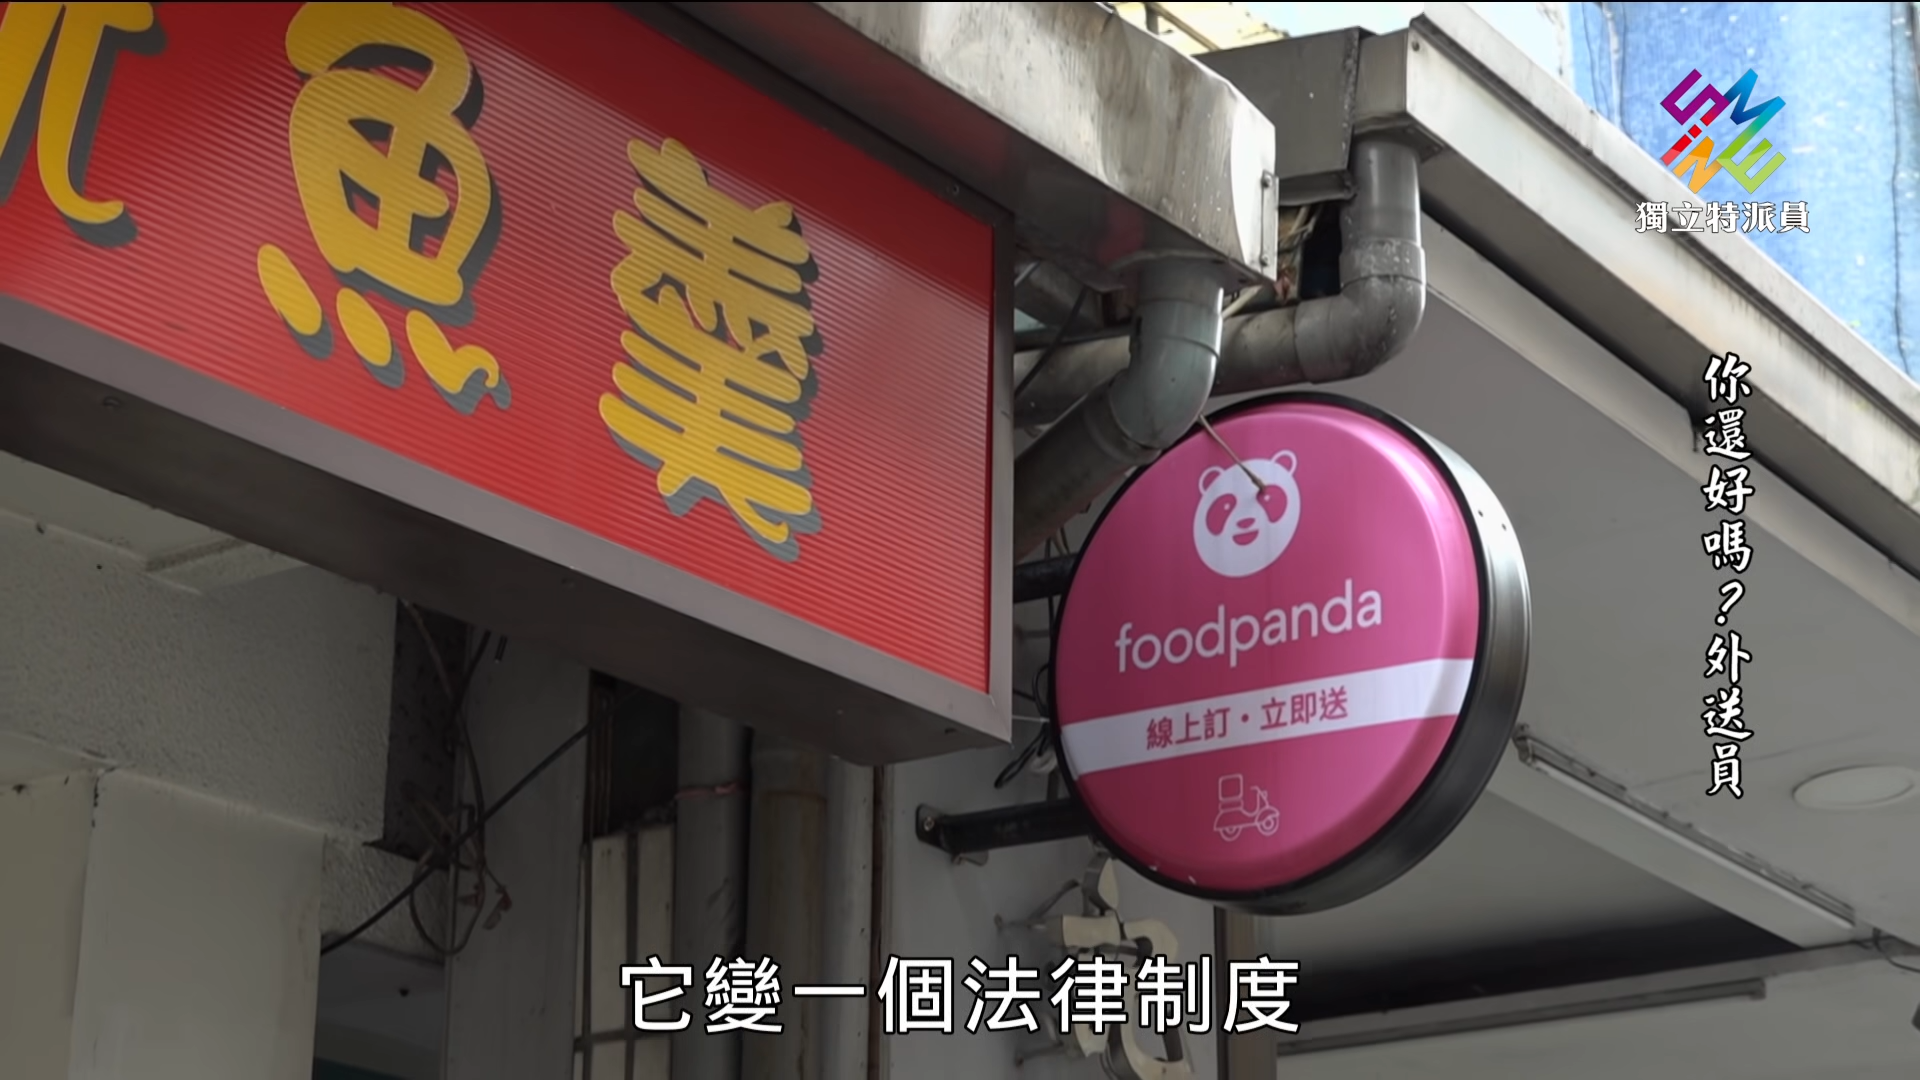 魚羹
SINCE
獨立特派員
foodpanda
線上訂・立即送
你還好嗎？外送員
它變一個法律制度